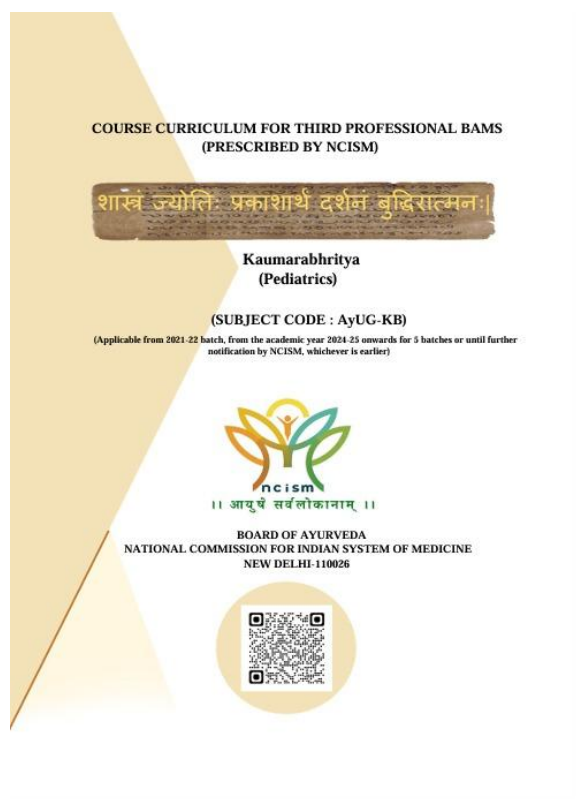 COURSE CURRICULUM FOR THIRD PROFESSIONAL BAMS
(PRESCRIBED BY NCISM)
शास्त्रं ज्योतिः प्रकाशार्थं दर्शनं बुद्धिरात्मनः|
Kaumarabhritya
(Pediatrics)
(SUBJECT CODE : AyUG-KB)
(Applicable from 2021-22 batch, from the academic year 2024-25 onwards for 5 batches or until further
notification by NCISM, whichever is earlier)
ncism
।। आयुषे सर्वलोकानाम् ।।
BOARD OF AYURVEDA
NATIONAL COMMISSION FOR INDIAN SYSTEM OF MEDICINE
NEW DELHI-110026